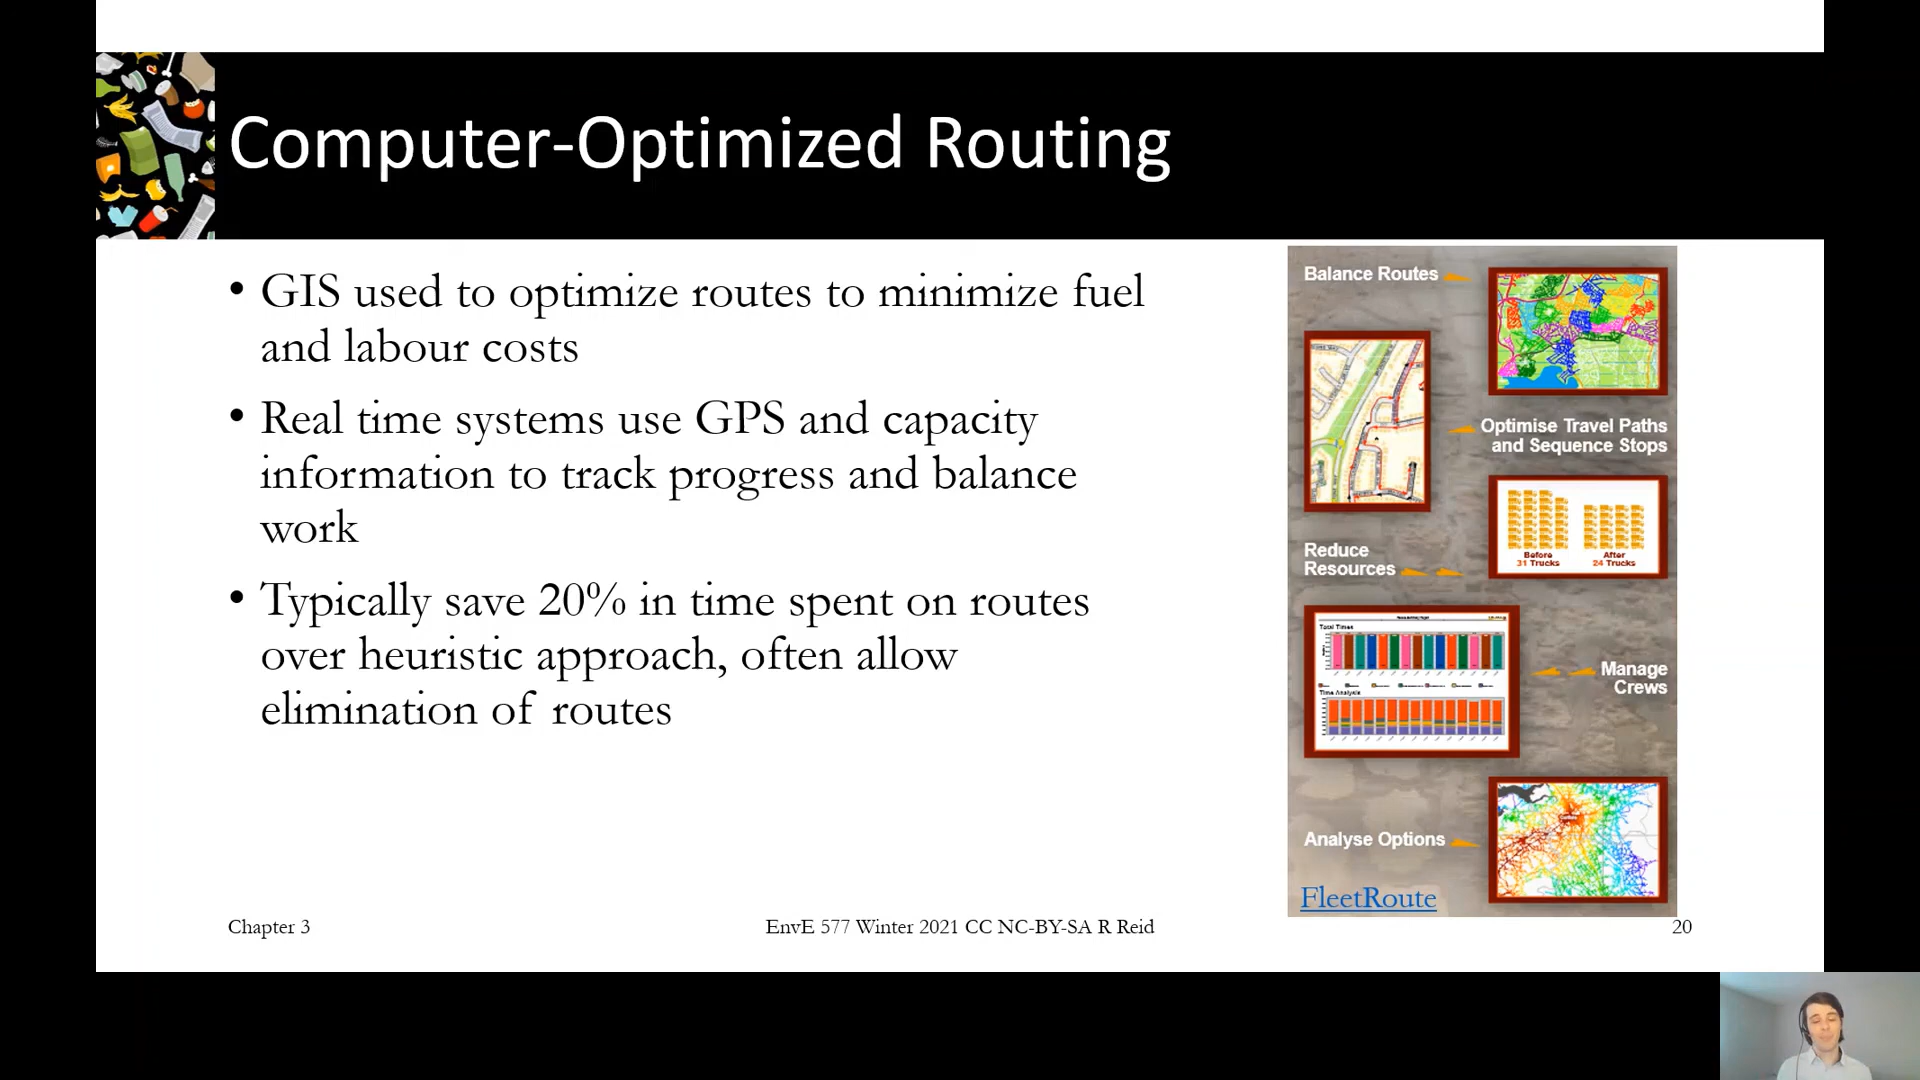 Computer-Optimized Routing
• GIS used to optimize routes to minimize fuel
and labour costs
• Real time systems use GPS and capacity
information to track progress and balance
work
• Typically save 20% in time spent on routes
over heuristic approach, often allow
elimination of routes
Balance Routes
Optimise Travel Paths
and Sequence Stops
Reduce
Resources
Before
31 Trucks
After
24 Trucks
Total Times
Time Analysis
Manage
Crews
Analyse Options
FleetRoute
Chapter 3
EnvE 577 Winter 2021 CC NC-BY-SA R Reid
20